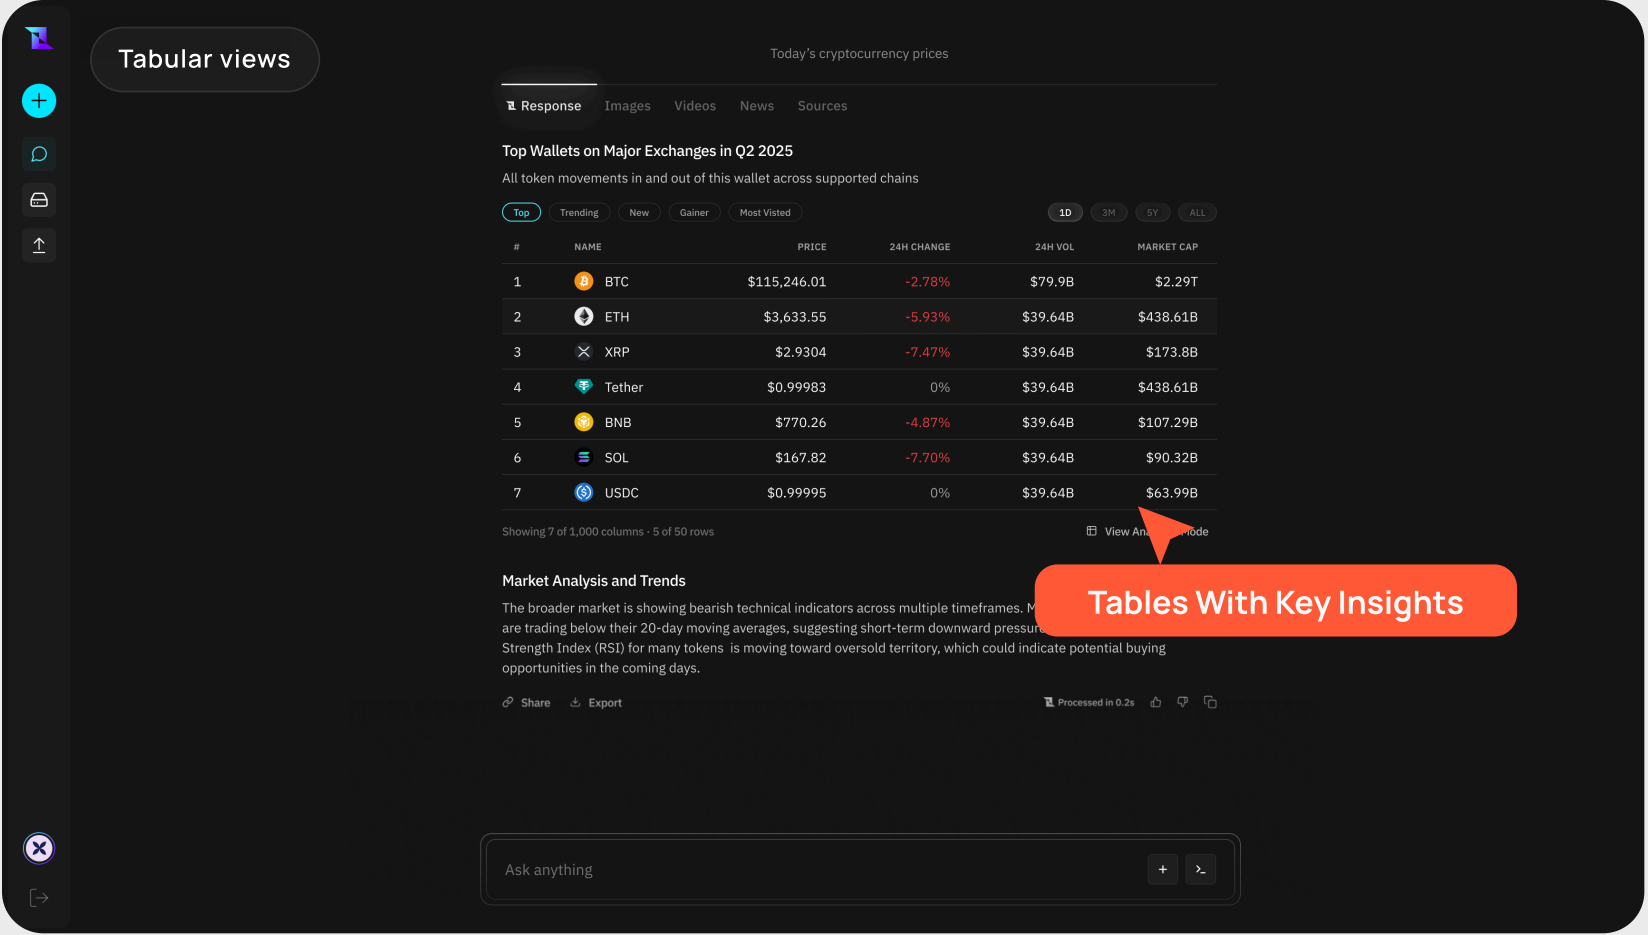 Tabular views
Today's cryptocurrency prices
Response Images Videos News Sources
Top Wallets on Major Exchanges in Q2 2025
All token movements in and out of this wallet across supported chains
Top Trending New Gainer Most Visted 1D 3M 5Y ALL
# NAME PRICE 24H CHANGE 24H VOL MARKET CAP
1 BTC $115,246.01 -2.78% $79.9B $2.29T
2 ETH $3,633.55 -5.93% $39.64B $438.61B
3 XRP $2.9304 -7.47% $39.64B $173.8B
4 Tether $0.99983 0% $39.64B $438.61B
5 BNB $770.26 -4.87% $39.64B $107.29B
6 SOL $167.82 -7.70% $39.64B $90.32B
7 USDC $0.99995 0% $39.64B $63.99B
Showing 7 of 1,000 columns · 5 of 50 rows View
Tables With Key Insights
Market Analysis and Trends
The broader market is showing bearish technical indicators across multiple timeframes.
are trading below their 20-day moving averages, suggesting short-term downward pressure
Strength Index (RSI) for many tokens is moving toward oversold territory, which could indicate potential buying
opportunities in the coming days.
Share Export Processed in 0.2s
Ask anything